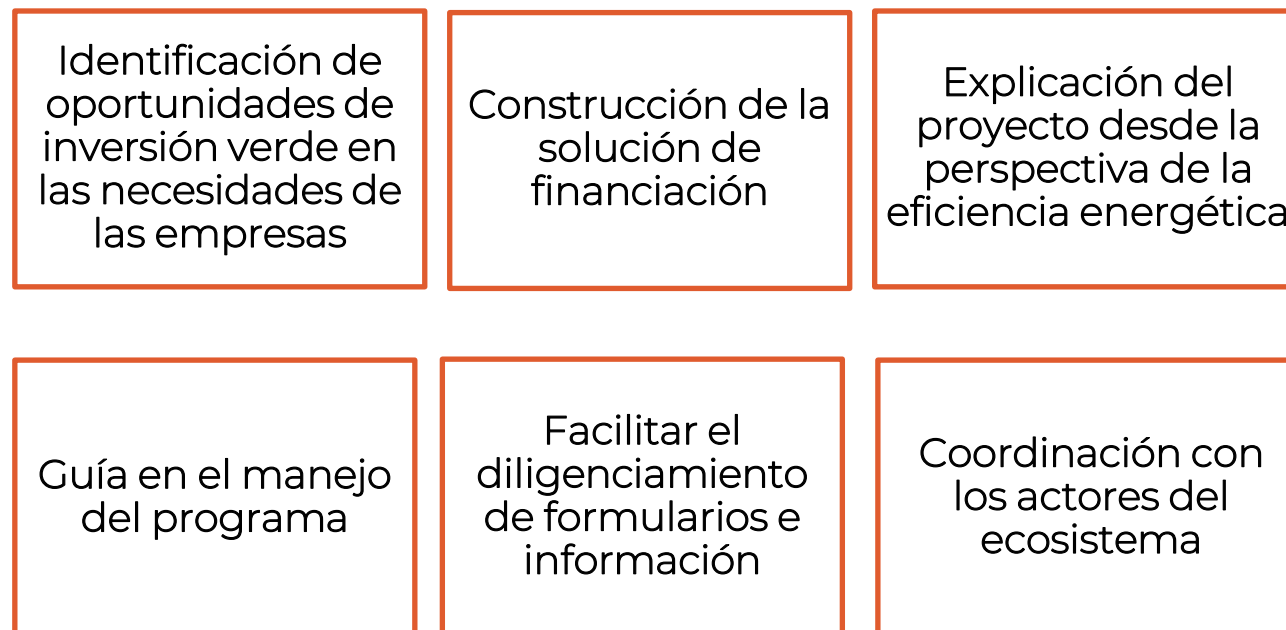 Identificación de
oportunidades de
inversión verde en
las necesidades de
las empresas
Construcción de la
solución de
financiación
Explicación del
proyecto desde la
perspectiva de la
eficiencia energética
Guía en el manejo
del programa
Facilitar el
diligenciamiento
de formularios e
información
Coordinación con
los actores del
ecosistema